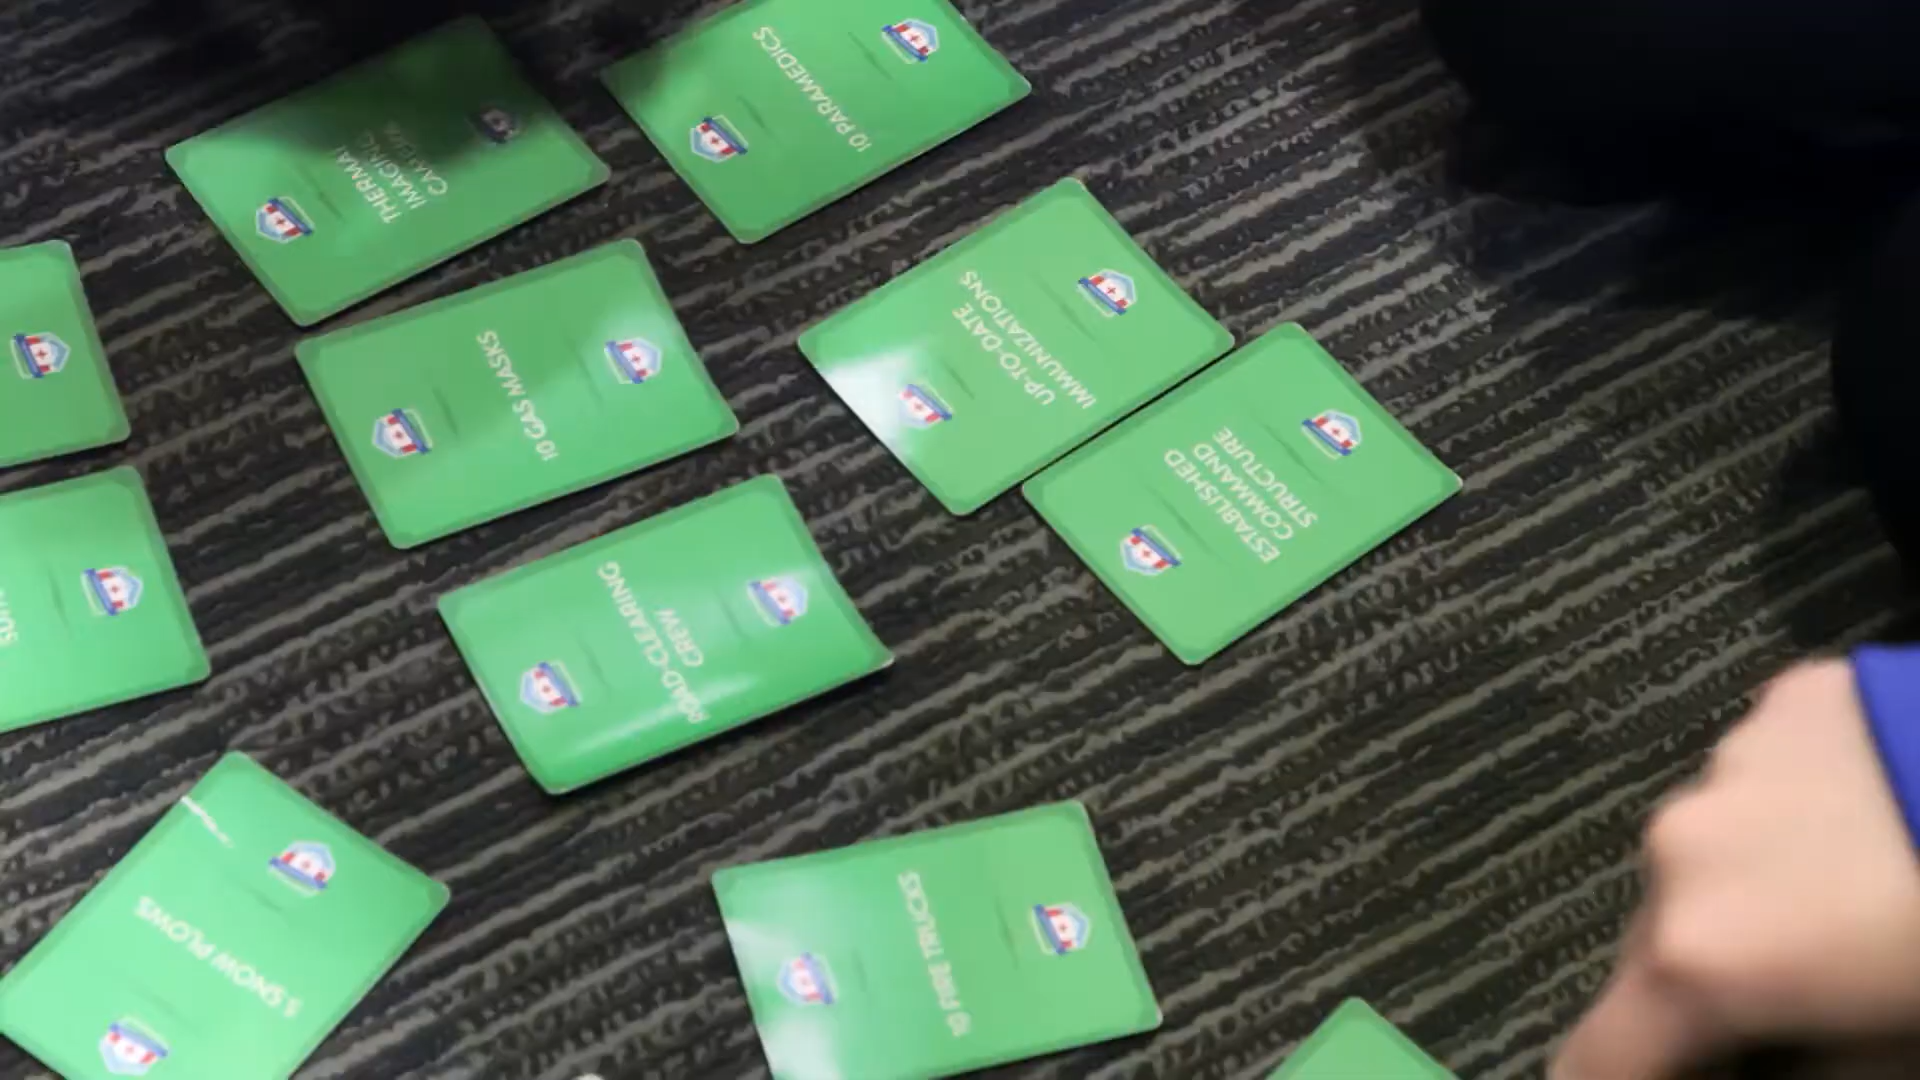 THERMAL
IMAGING
CAMERA
10 PARAMEDICS
10 GAS MASKS
UP-TO-DATE
IMMUNIZATIONS
ESTABLISHED
COMMAND
STRUCTURE
ROAD-CLEARING
CREW
SNOW PLOWS
10 FIRE TRUCKS